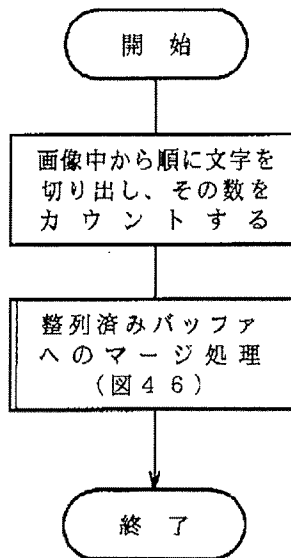 開始
画像中から順に文字を
切り出し、その数を
カウントする
整列済みバッファ
へのマージ処理
(図46)
終了